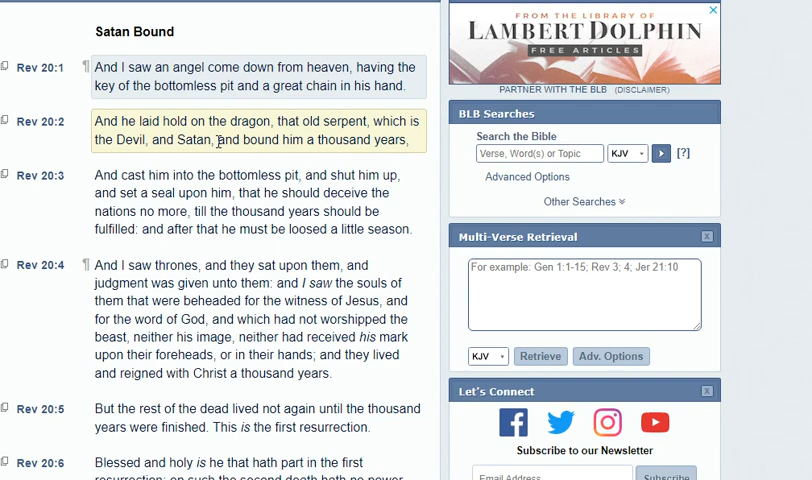 Satan Bound
Rev 20:1 ¶ And I saw an angel come down from heaven, having the
key of the bottomless pit and a great chain in his hand.
Rev 20:2 And he laid hold on the dragon, that old serpent, which is
the Devil, and Satan, and bound him a thousand years,
Rev 20:3 And cast him into the bottomless pit, and shut him up,
and set a seal upon him, that he should deceive the
nations no more, till the thousand years should be
fulfilled: and after that he must be loosed a little season.
Rev 20:4 ¶ And I saw thrones, and they sat upon them, and
judgment was given unto them: and I saw the souls of
them that were beheaded for the witness of Jesus, and
for the word of God, and which had not worshipped the
beast, neither his image, neither had received his mark
upon their foreheads, or in their hands; and they lived
and reigned with Christ a thousand years.
Rev 20:5 But the rest of the dead lived not again until the thousand
years were finished. This is the first resurrection.
Rev 20:6 Blessed and holy is he that hath part in the first
resurrection: on such the second death hath no power
FROM THE LIBRARY OF
LAMBERT DOLPHIN
FREE ARTICLES
PARTNER WITH THE BLB (DISCLAIMER)
BLB Searches
Search the Bible
Verse, Word(s) or Topic KJV [?]
Advanced Options
Other Searches
Multi-Verse Retrieval
For example: Gen 1:1-15; Rev 3; 4; Jer 21:10
KJV Retrieve Adv. Options
Let's Connect
Subscribe to our Newsletter
Email Address Subscribe